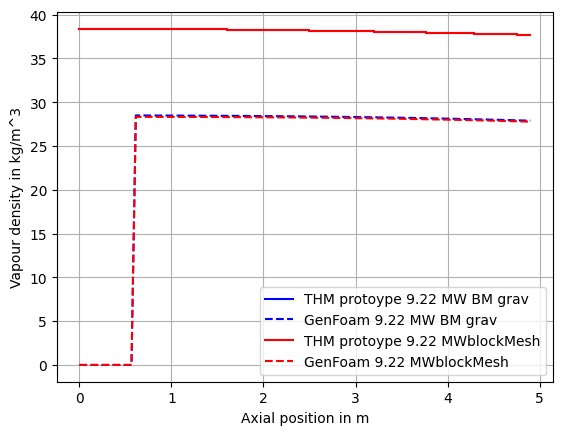 40
35
30
25
20
15
10
5
0
Vapour density in kg/m^3
THM protoype 9.22 MW BM grav
GenFoam 9.22 MW BM grav
THM protoype 9.22 MWblockMesh
GenFoam 9.22 MWblockMesh
0 1 2 3 4 5
Axial position in m